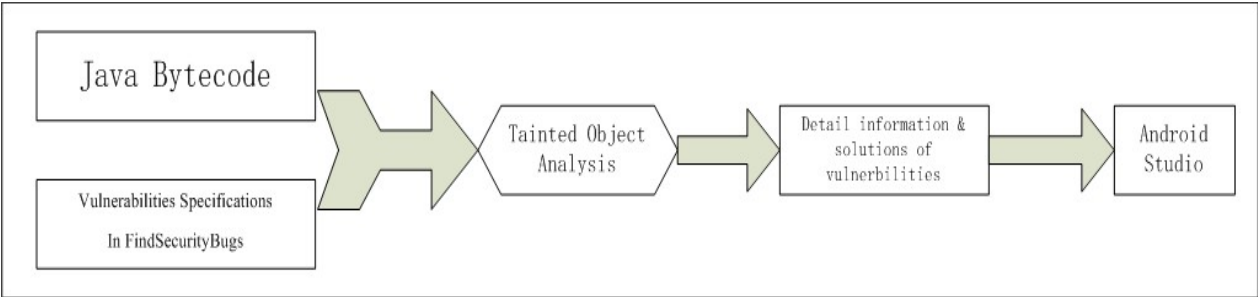 Java Bytecode
Vulnerabilities Specifications
In FindSecurityBugs
Tainted Object
Analysis
Detail information &
solutions of
vulnerbilities
Android
Studio